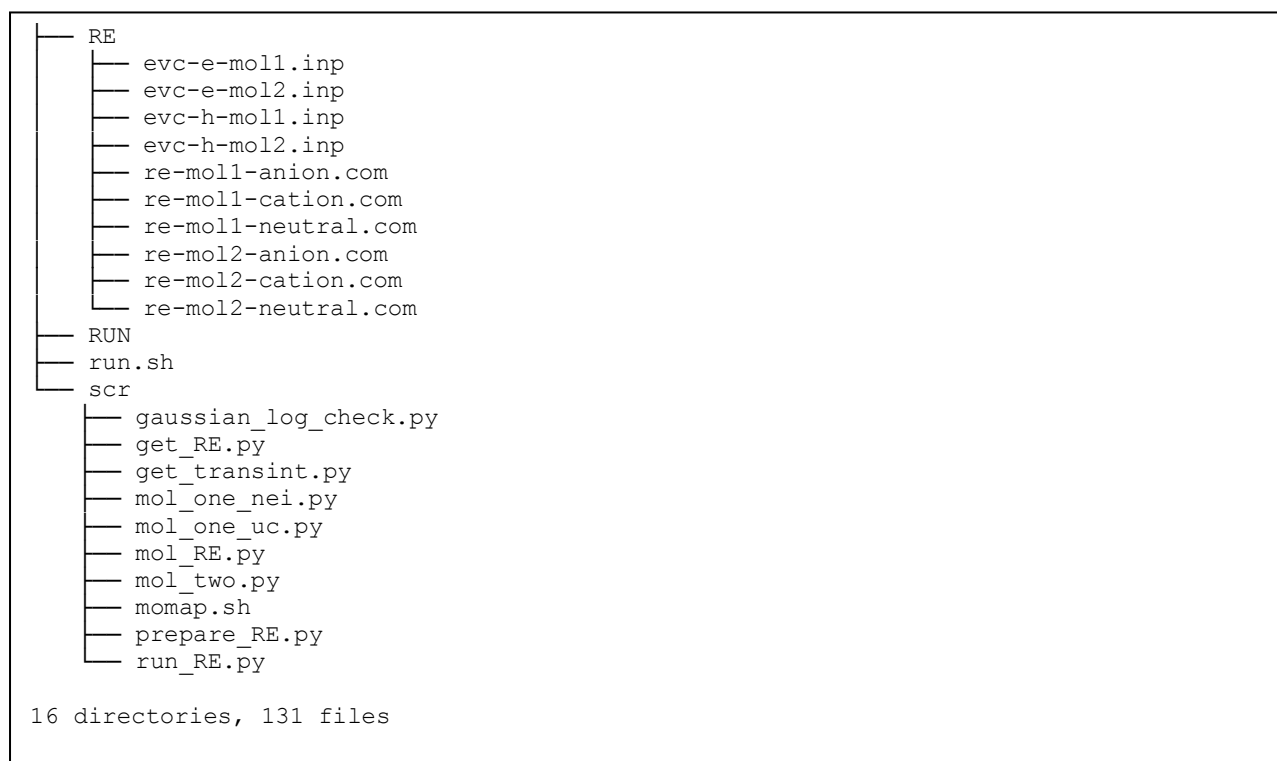 ├── RE
│   ├── evc-e-mol1.inp
│   ├── evc-e-mol2.inp
│   ├── evc-h-mol1.inp
│   ├── evc-h-mol2.inp
│   ├── re-mol1-anion.com
│   ├── re-mol1-cation.com
│   ├── re-mol1-neutral.com
│   ├── re-mol2-anion.com
│   ├── re-mol2-cation.com
│   └── re-mol2-neutral.com
├── RUN
├── run.sh
└── scr
    ├── gaussian_log_check.py
    ├── get_RE.py
    ├── get_transint.py
    ├── mol_one_nei.py
    ├── mol_one_uc.py
    ├── mol_RE.py
    ├── mol_two.py
    ├── momap.sh
    ├── prepare_RE.py
    └── run_RE.py
16 directories, 131 files